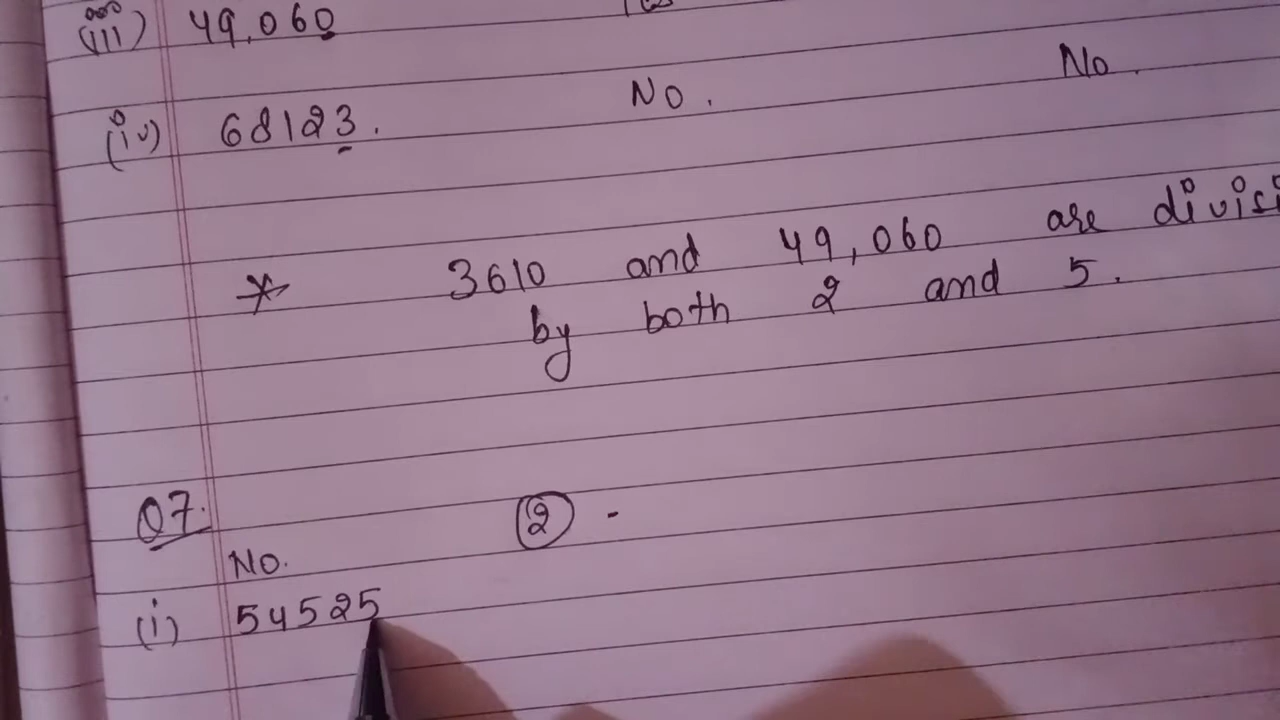 (iii) 49,060
No. No.
(iv) 68123.
* 3610 and 49,060 are divisi
by both 2 and 5.
Q7. 2 -
No.
(i) 54525